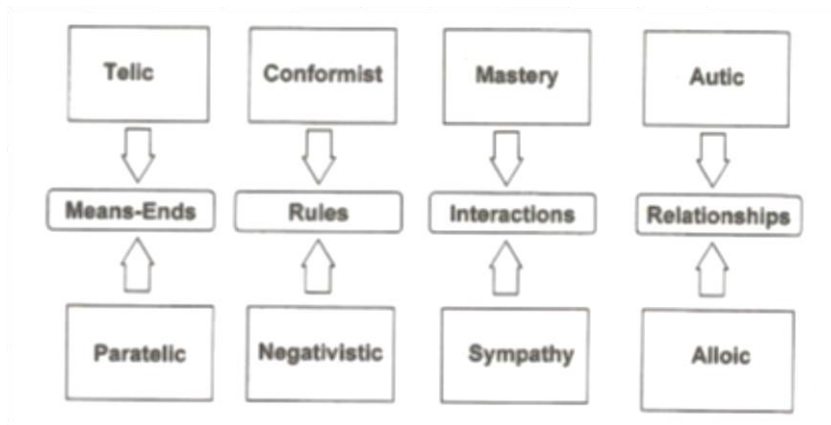 Telic
Conformist
Mastery
Autic
Means-Ends
Rules
Interactions
Relationships
Paratelic
Negativistic
Sympathy
Alloic